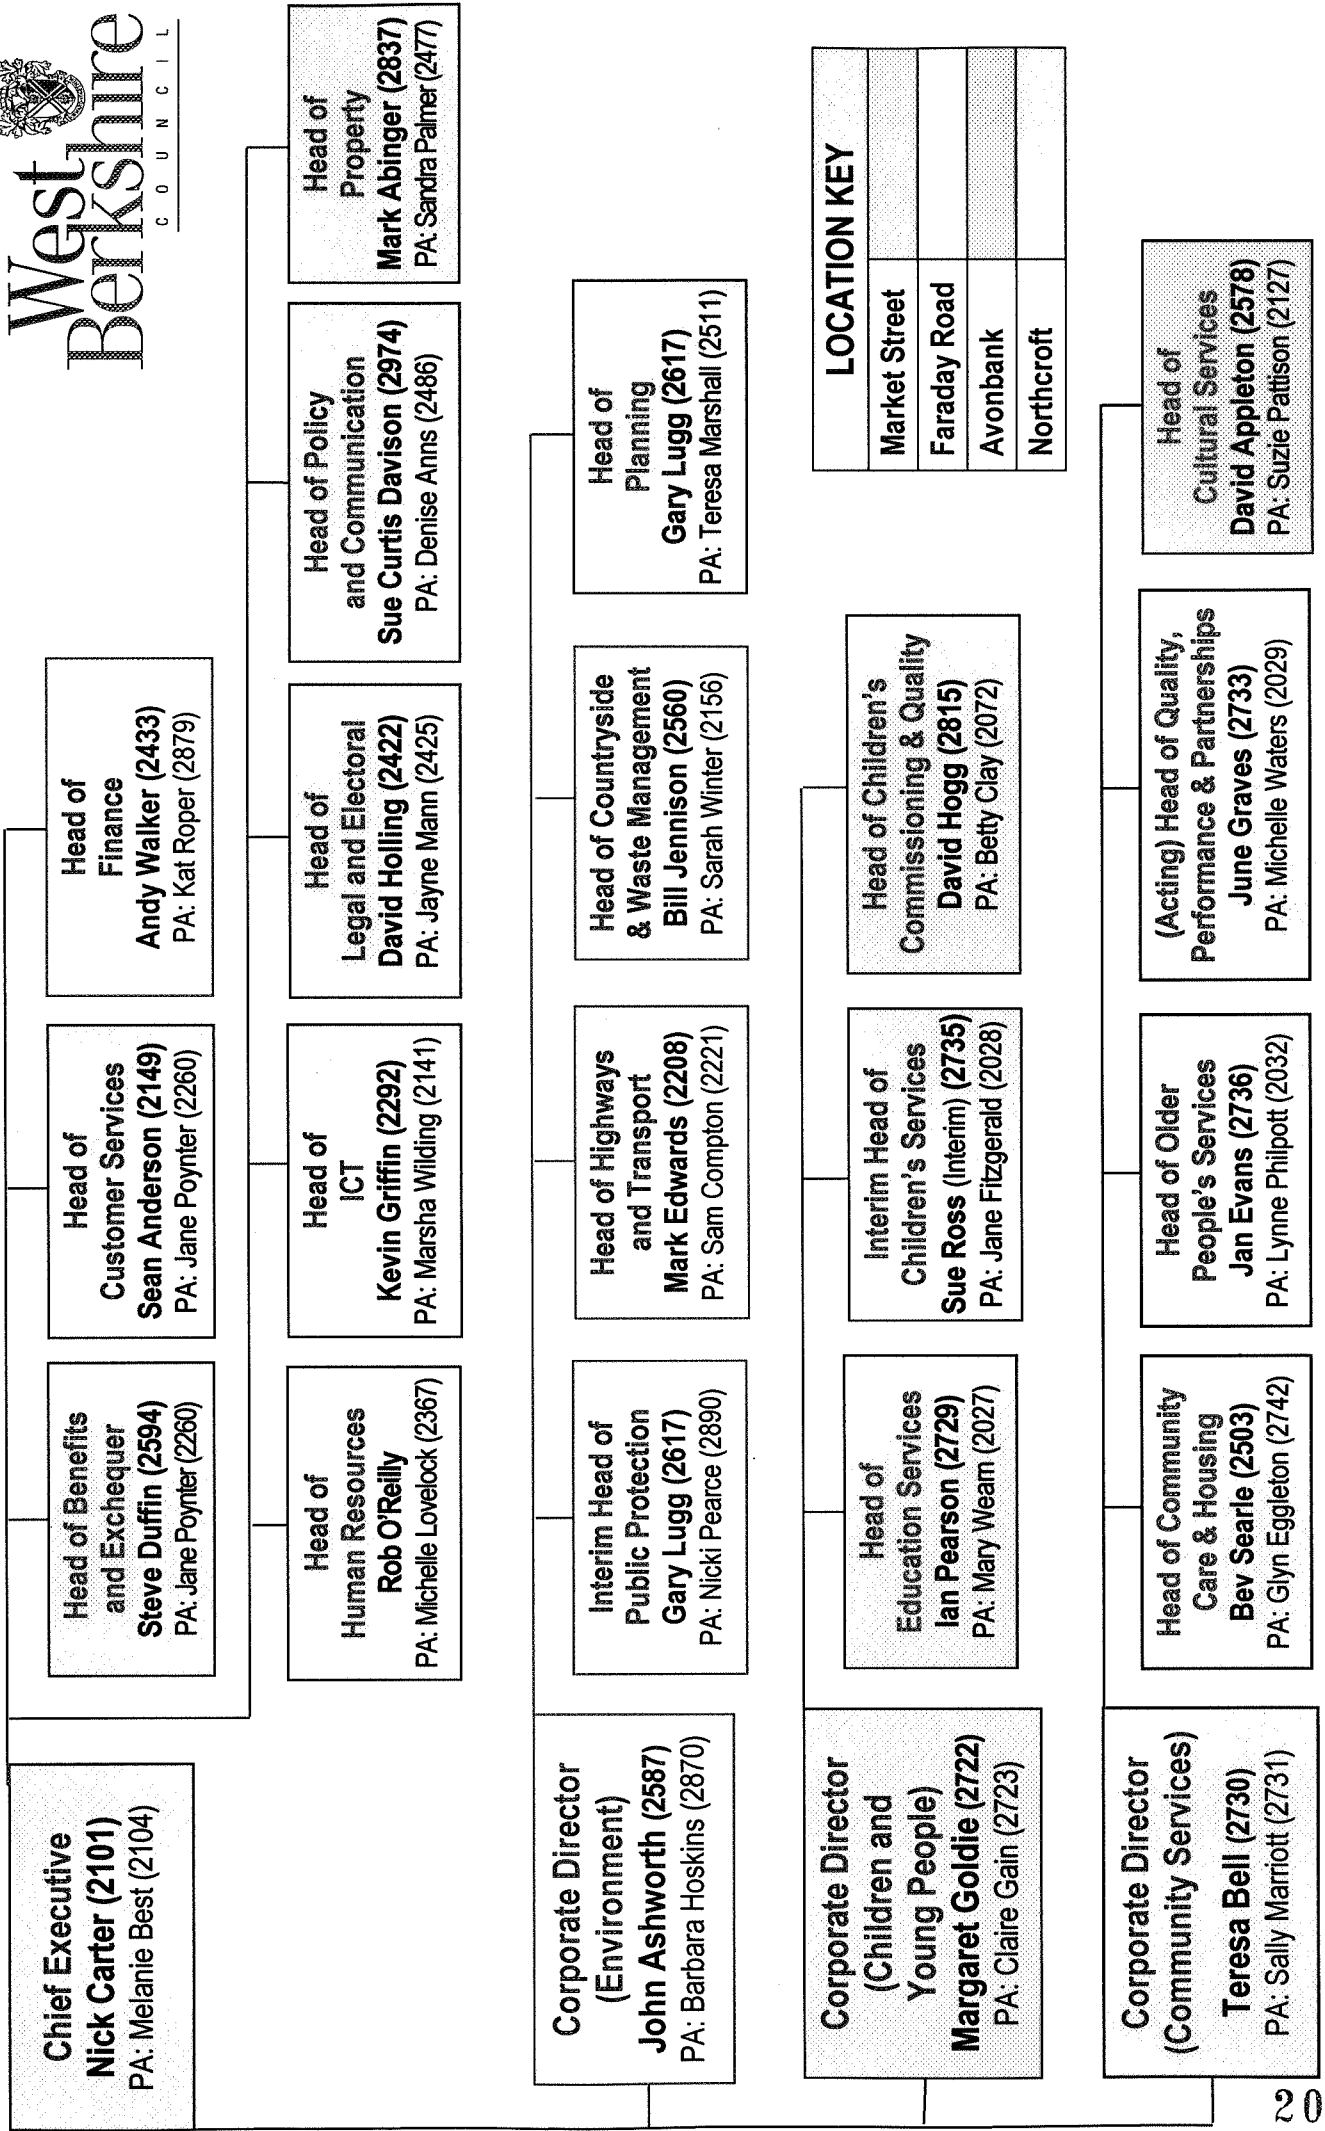 West
Berkshire
COUNCIL
Chief Executive
Nick Carter (2101)
PA: Melanie Best (2104)
Head of Benefits
and Exchequer
Steve Duffin (2594)
PA: Jane Poynter (2260)
Head of
Customer Services
Sean Anderson (2149)
PA: Jane Poynter (2260)
Head of
Finance
Andy Walker (2433)
PA: Kat Roper (2879)
Head of
Human Resources
Rob O'Reilly
PA: Michelle Lovelock (2367)
Head of
ICT
Kevin Griffin (2292)
PA: Marsha Wilding (2141)
Head of
Legal and Electoral
David Holling (2422)
PA: Jayne Mann (2425)
Head of Policy
and Communication
Sue Curtis Davison (2974)
PA: Denise Anns (2486)
Head of
Property
Mark Abinger (2837)
PA: Sandra Palmer (2477)
Corporate Director
(Environment)
John Ashworth (2587)
PA: Barbara Hoskins (2870)
Interim Head of
Public Protection
Gary Lugg (2617)
PA: Nicki Pearce (2890)
Head of Highways
and Transport
Mark Edwards (2208)
PA: Sam Compton (2221)
Head of Countryside
& Waste Management
Bill Jennison (2560)
PA: Sarah Winter (2156)
Head of
Planning
Gary Lugg (2617)
PA: Teresa Marshall (2511)
Corporate Director
(Children and
Young People)
Margaret Goldie (2722)
PA: Claire Gain (2723)
Head of
Education Services
Ian Pearson (2729)
PA: Mary Wearn (2027)
Interim Head of
Children's Services
Sue Ross (Interim) (2735)
PA: Jane Fitzgerald (2028)
Head of Children's
Commissioning & Quality
David Hogg (2815)
PA: Betty Clay (2072)
LOCATION KEY
Market Street
Faraday Road
Avonbank
Northcroft
Corporate Director
(Community Services)
Teresa Bell (2730)
PA: Sally Marriott (2731)
Head of Community
Care & Housing
Bev Searle (2503)
PA: Glyn Eggleton (2742)
Head of Older
People's Services
Jan Evans (2736)
PA: Lynne Philpott (2032)
(Acting) Head of Quality,
Performance & Partnerships
June Graves (2733)
PA: Michelle Waters (2029)
Head of
Cultural Services
David Appleton (2578)
PA: Suzie Pattison (2127)
20